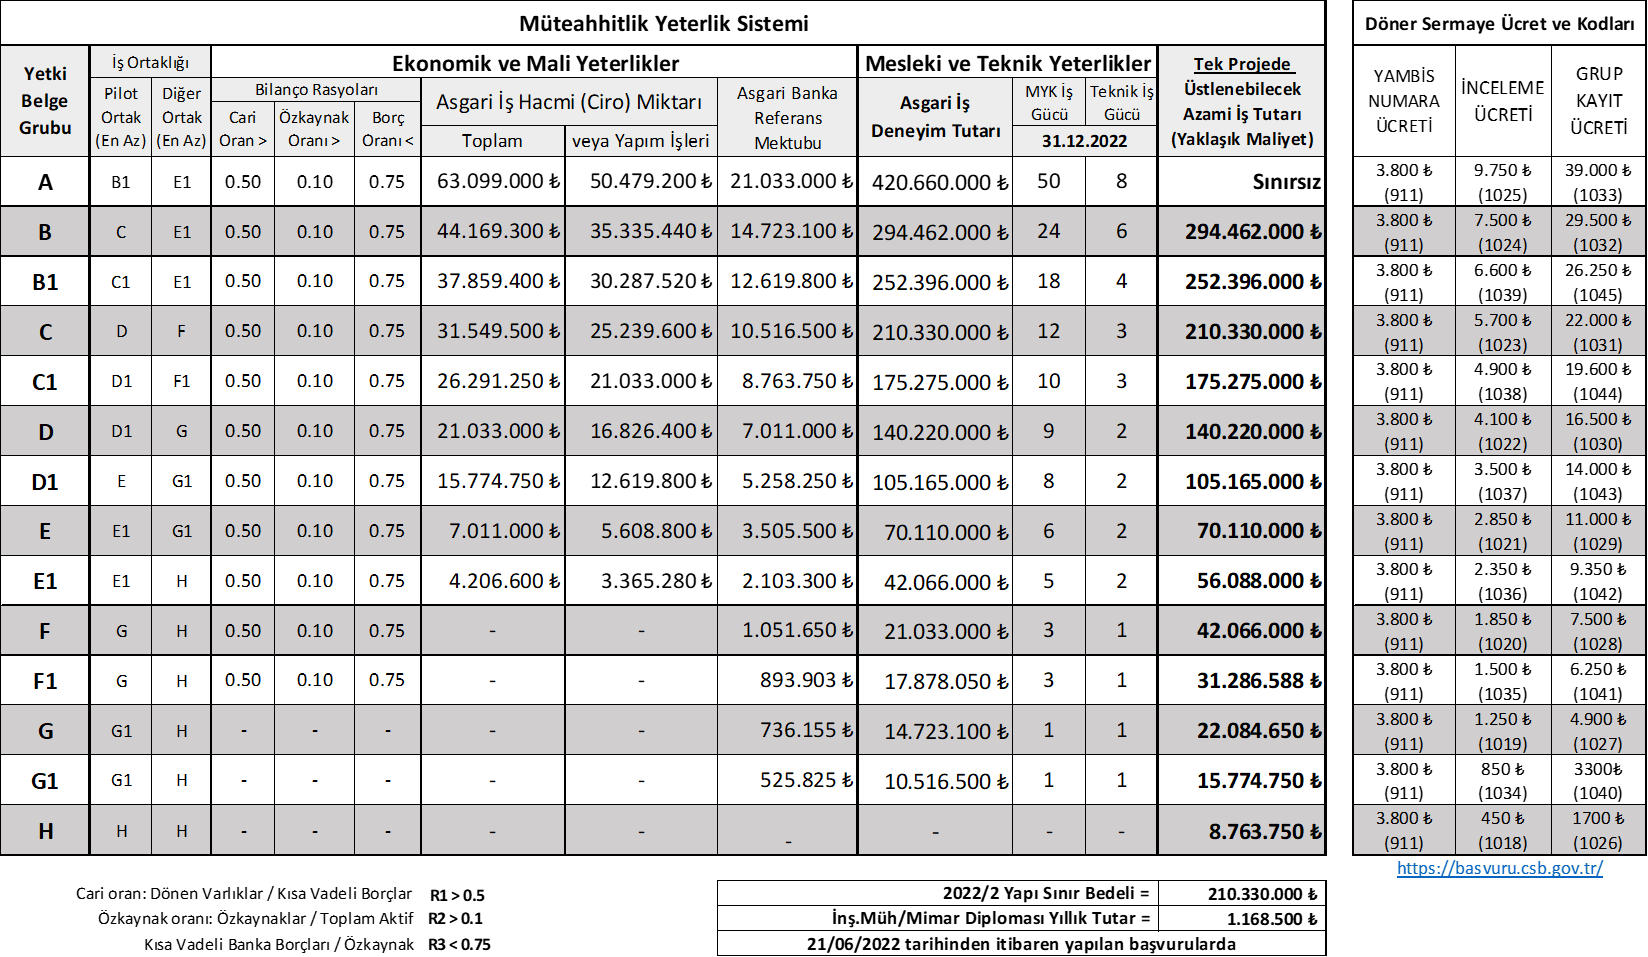 Müteahhitlik Yeterlik Sistemi
Döner Sermaye Ücret ve Kodları
Yetki Belge Grubu
İş Ortaklığı
Ekonomik ve Mali Yeterlikler
Mesleki ve Teknik Yeterlikler
Tek Projede Üstlenebilecek Azami İş Tutarı (Yaklaşık Maliyet)
Pilot Ortak (En Az)
Diğer Ortak (En Az)
Bilanço Rasyoları
Cari Oran >
Özkaynak Oranı >
Borç Oranı <
Asgari İş Hacmi (Ciro) Miktarı
Toplam
veya Yapım İşleri
Asgari Banka Referans Mektubu
Asgari İş Deneyim Tutarı
MYK İş Gücü
Teknik İş Gücü
31.12.2022
YAMBİS NUMARA ÜCRETİ
İNCELEME ÜCRETİ
GRUP KAYIT ÜCRETİ
A B1 E1 0.50 0.10 0.75 63.099.000 ₺ 50.479.200 ₺ 21.033.000 ₺ 420.660.000 ₺ 50 8 Sınırsız 3.800 ₺ (911) 9.750 ₺ (1025) 39.000 ₺ (1033)
B C E1 0.50 0.10 0.75 44.169.300 ₺ 35.335.440 ₺ 14.723.100 ₺ 294.462.000 ₺ 24 6 294.462.000 ₺ 3.800 ₺ (911) 7.500 ₺ (1024) 29.500 ₺ (1032)
B1 C1 E1 0.50 0.10 0.75 37.859.400 ₺ 30.287.520 ₺ 12.619.800 ₺ 252.396.000 ₺ 18 4 252.396.000 ₺ 3.800 ₺ (911) 6.600 ₺ (1039) 26.250 ₺ (1045)
C D F 0.50 0.10 0.75 31.549.500 ₺ 25.239.600 ₺ 10.516.500 ₺ 210.330.000 ₺ 12 3 210.330.000 ₺ 3.800 ₺ (911) 5.700 ₺ (1023) 22.000 ₺ (1031)
C1 D1 F1 0.50 0.10 0.75 26.291.250 ₺ 21.033.000 ₺ 8.763.750 ₺ 175.275.000 ₺ 10 3 175.275.000 ₺ 3.800 ₺ (911) 4.900 ₺ (1038) 19.600 ₺ (1044)
D D1 G 0.50 0.10 0.75 21.033.000 ₺ 16.826.400 ₺ 7.011.000 ₺ 140.220.000 ₺ 9 2 140.220.000 ₺ 3.800 ₺ (911) 4.100 ₺ (1022) 16.500 ₺ (1030)
D1 E G1 0.50 0.10 0.75 15.774.750 ₺ 12.619.800 ₺ 5.258.250 ₺ 105.165.000 ₺ 8 2 105.165.000 ₺ 3.800 ₺ (911) 3.500 ₺ (1037) 14.000 ₺ (1043)
E E1 G1 0.50 0.10 0.75 7.011.000 ₺ 5.608.800 ₺ 3.505.500 ₺ 70.110.000 ₺ 6 2 70.110.000 ₺ 3.800 ₺ (911) 2.850 ₺ (1021) 11.000 ₺ (1029)
E1 E1 H 0.50 0.10 0.75 4.206.600 ₺ 3.365.280 ₺ 2.103.300 ₺ 42.066.000 ₺ 5 2 56.088.000 ₺ 3.800 ₺ (911) 2.350 ₺ (1036) 9.350 ₺ (1042)
F G H 0.50 0.10 0.75 - - 1.051.650 ₺ 21.033.000 ₺ 3 1 42.066.000 ₺ 3.800 ₺ (911) 1.850 ₺ (1020) 7.500 ₺ (1028)
F1 G H 0.50 0.10 0.75 - - 893.903 ₺ 17.878.050 ₺ 3 1 31.286.588 ₺ 3.800 ₺ (911) 1.500 ₺ (1035) 6.250 ₺ (1041)
G G1 H - - - - - 736.155 ₺ 14.723.100 ₺ 1 1 22.084.650 ₺ 3.800 ₺ (911) 1.250 ₺ (1019) 4.900 ₺ (1027)
G1 G1 H - - - - - 525.825 ₺ 10.516.500 ₺ 1 1 15.774.750 ₺ 3.800 ₺ (911) 850 ₺ (1034) 3300₺ (1040)
H H H - - - - - - - - - 8.763.750 ₺ 3.800 ₺ (911) 450 ₺ (1018) 1700 ₺ (1026)
https://basvuru.csb.gov.tr/
Cari oran: Dönen Varlıklar / Kısa Vadeli Borçlar R1 > 0.5
Özkaynak oranı: Özkaynaklar / Toplam Aktif R2 > 0.1
Kısa Vadeli Banka Borçları / Özkaynak R3 < 0.75
2022/2 Yapı Sınır Bedeli = 210.330.000 ₺
İnş.Müh/Mimar Diploması Yıllık Tutar = 1.168.500 ₺
21/06/2022 tarihinden itibaren yapılan başvurularda